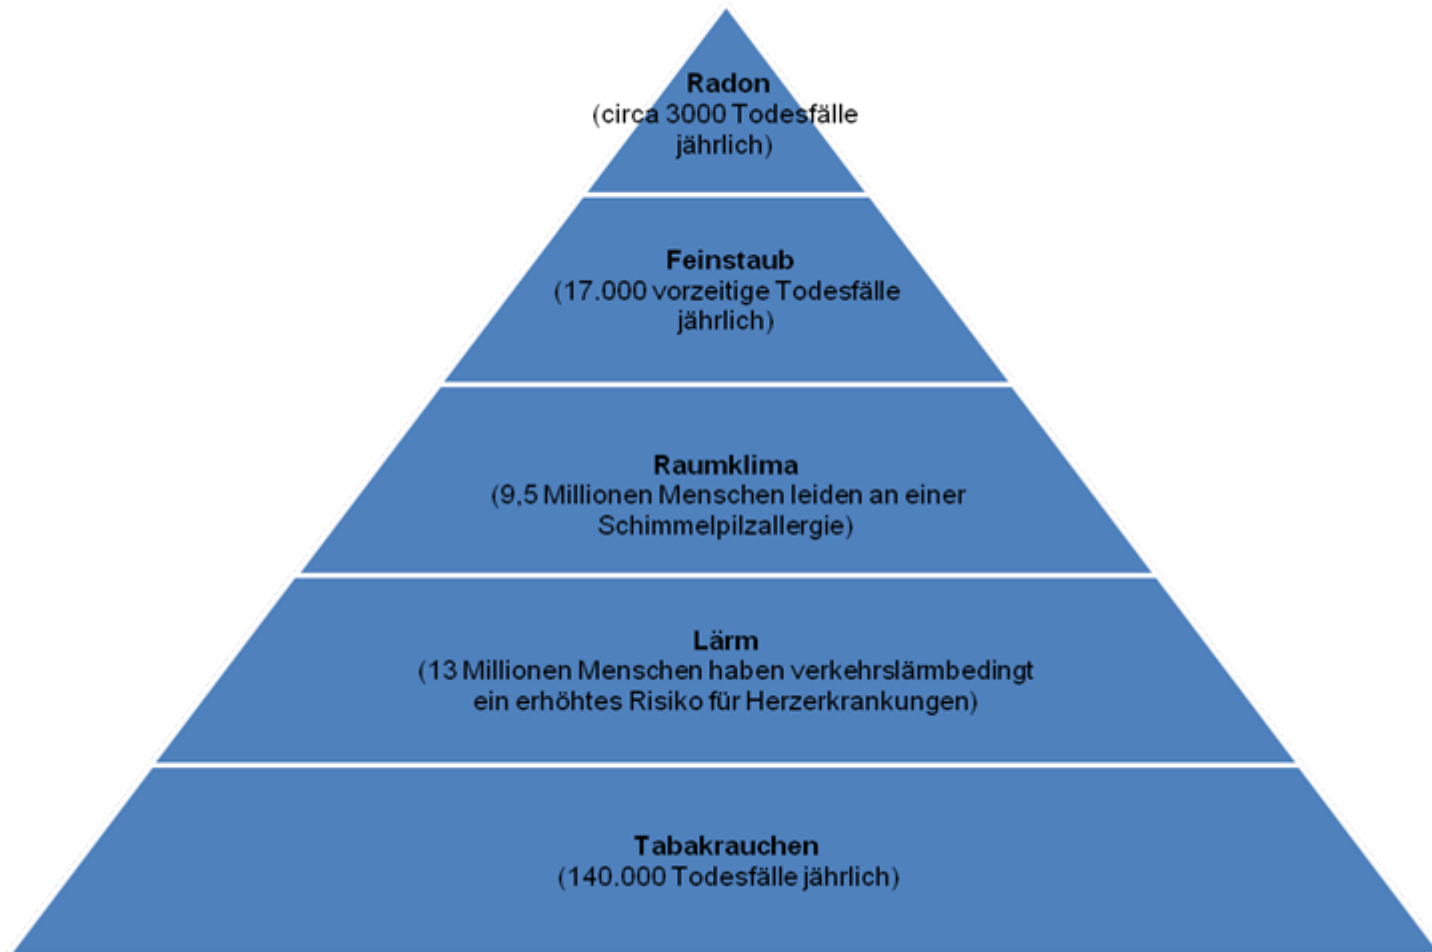 Radon
(circa 3000 Todesfälle
jährlich)
Feinstaub
(17.000 vorzeitige Todesfälle
jährlich)
Raumklima
(9,5 Millionen Menschen leiden an einer
Schimmelpilzallergie)
Lärm
(13 Millionen Menschen haben verkehrslärmbedingt
ein erhöhtes Risiko für Herzerkrankungen)
Tabakrauchen
(140.000 Todesfälle jährlich)